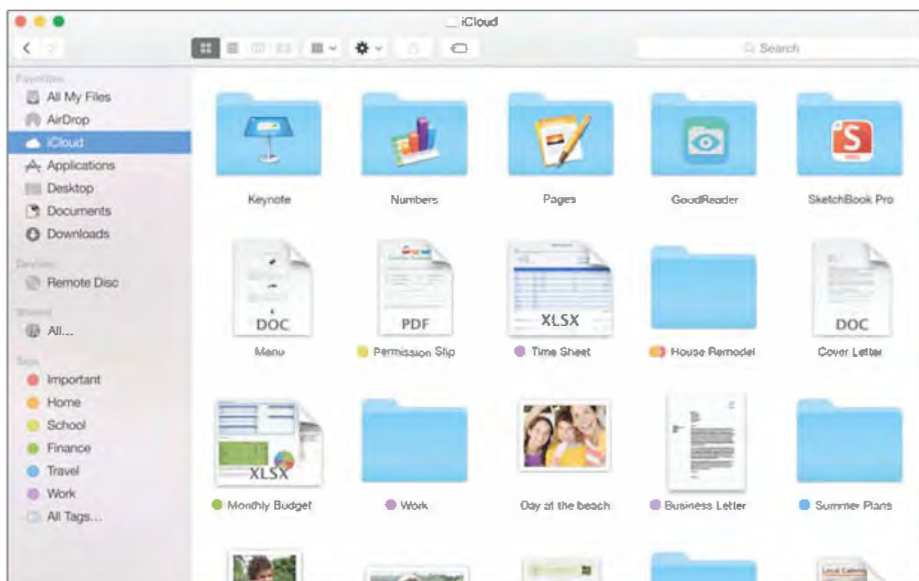 iCloud
Search
Favorites
All My Files
AirDrop
iCloud
Applications
Desktop
Documents
Downloads
Devices
Remote Disc
Shared
All...
Tags
Important
Home
School
Finance
Travel
Work
All Tags...
Keynote
Numbers
Pages
GoodReader
S
PRO
SketchBook Pro
DOC
Menu
PDF
Permission Slip
XLSX
Time Sheet
House Remodel
DOC
Cover Letter
XLSX
Monthly Budget
Work
Day at the beach
Business Letter
Summer Plans